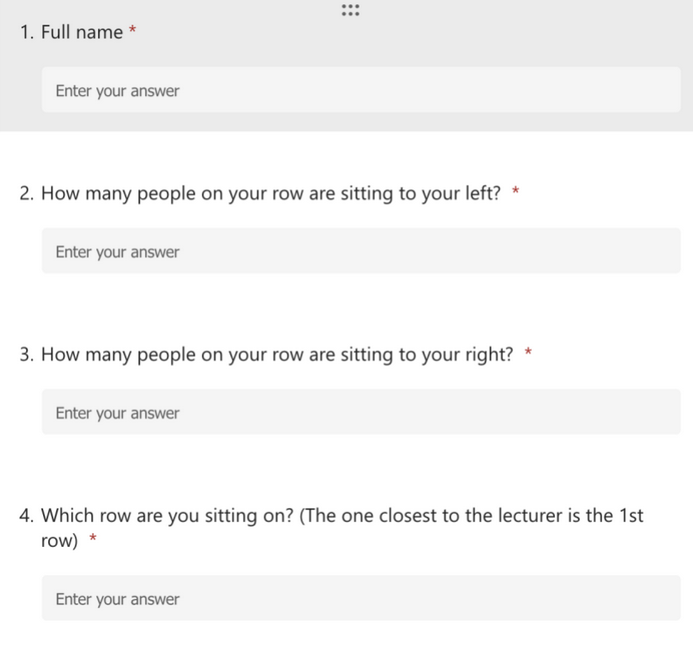 1. Full name *
Enter your answer
2. How many people on your row are sitting to your left? *
Enter your answer
3. How many people on your row are sitting to your right? *
Enter your answer
4. Which row are you sitting on? (The one closest to the lecturer is the 1st
row) *
Enter your answer